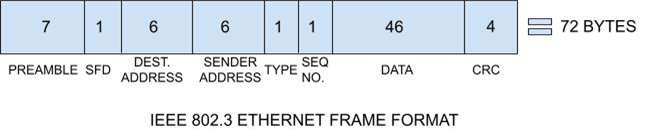 7 1 6 6 1 1 46 4 72 BYTES
PREAMBLE SFD DEST. ADDRESS SENDER ADDRESS TYPE SEQ NO. DATA CRC
IEEE 802.3 ETHERNET FRAME FORMAT